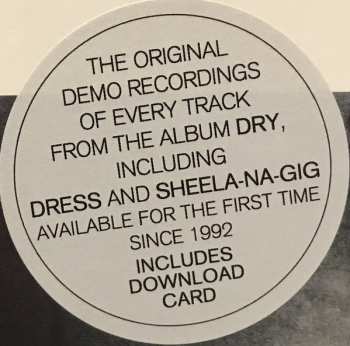 THE ORIGINAL
DEMO RECORDINGS
OF EVERY TRACK
FROM THE ALBUM DRY,
INCLUDING
DRESS AND SHEELA-NA-GIG
AVAILABLE FOR THE FIRST TIME
SINCE 1992
INCLUDES
DOWNLOAD
CARD